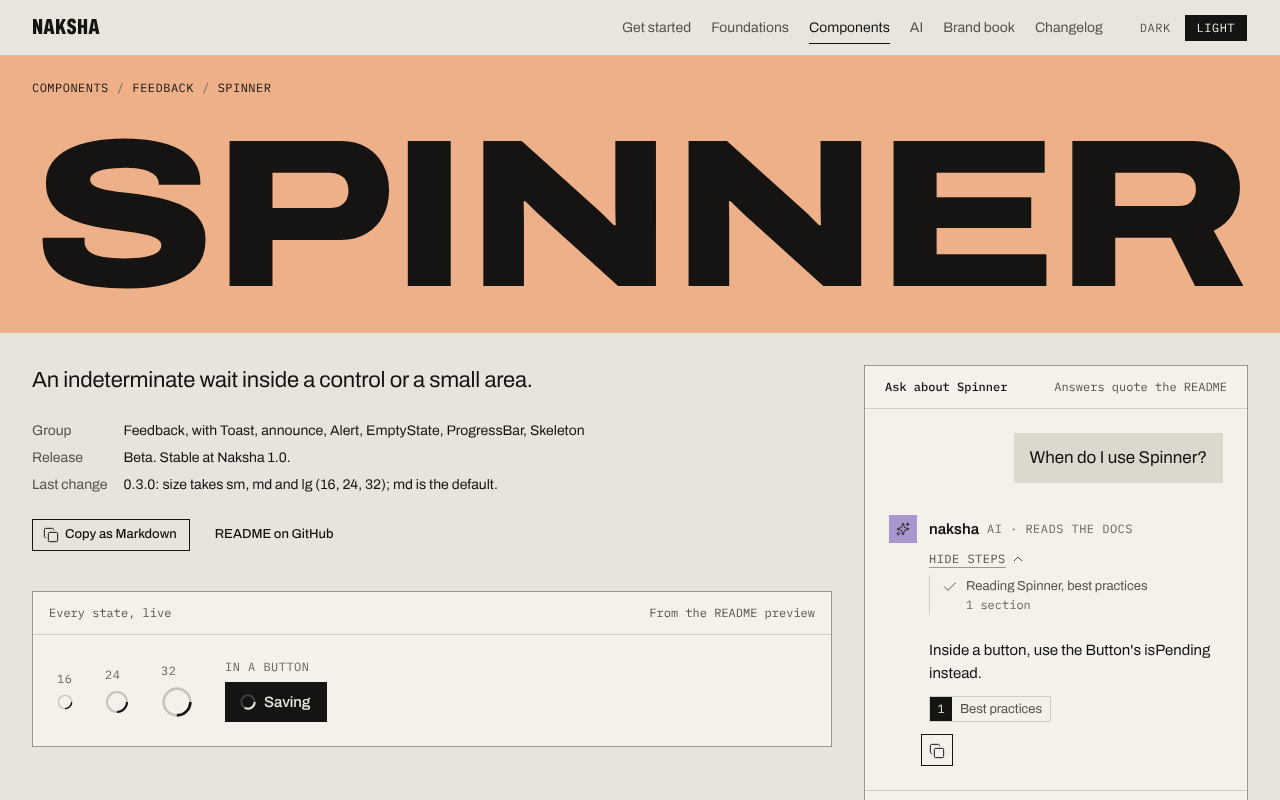 NAKSHA
Get started
Foundations
Components
AI
Brand book
Changelog
DARK
LIGHT
COMPONENTS / FEEDBACK / SPINNER
SPINNER
An indeterminate wait inside a control or a small area.
Group Feedback, with Toast, announce, Alert, EmptyState, ProgressBar, Skeleton
Release Beta. Stable at Naksha 1.0.
Last change 0.3.0: size takes sm, md and lg (16, 24, 32); md is the default.
Copy as Markdown
README on GitHub
Every state, live
From the README preview
16
24
32
IN A BUTTON
Saving
Ask about Spinner
Answers quote the README
When do I use Spinner?
naksha AI · READS THE DOCS
HIDE STEPS
Reading Spinner, best practices
1 section
Inside a button, use the Button's isPending
instead.
1 Best practices